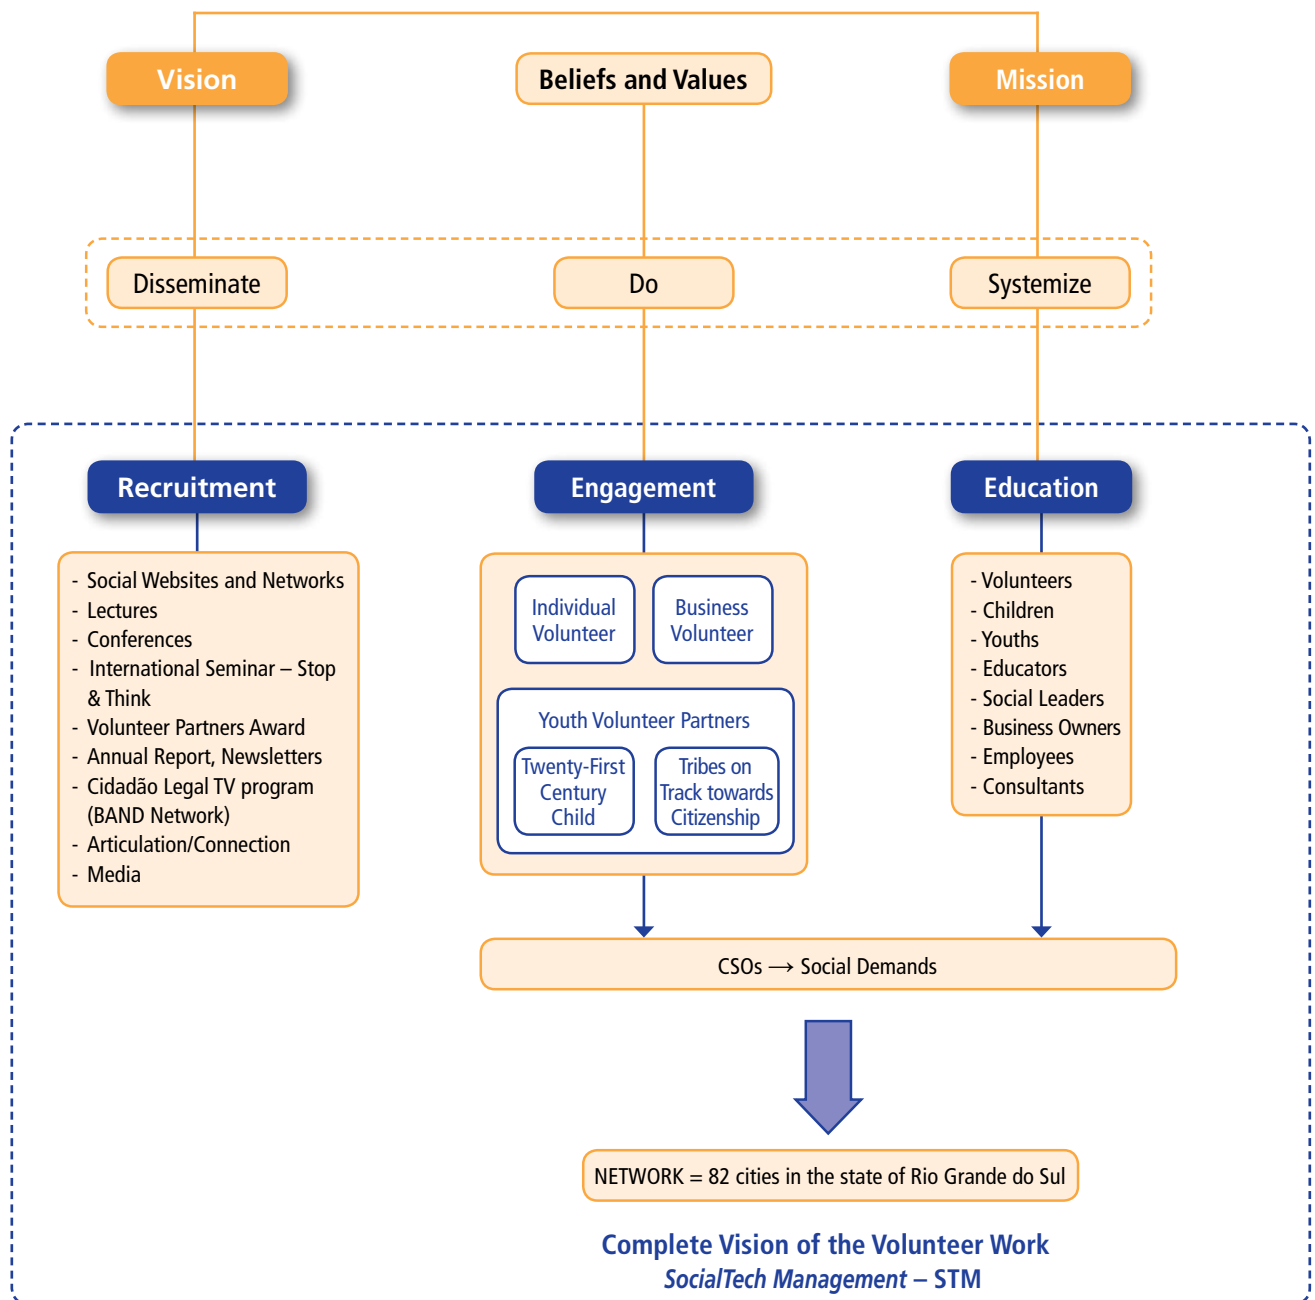 Vision
Beliefs and Values
Mission
Disseminate
Do
Systemize
Recruitment
Engagement
Education
- Social Websites and Networks
- Lectures
- Conferences
- International Seminar – Stop
& Think
- Volunteer Partners Award
- Annual Report, Newsletters
- Cidadão Legal TV program
(BAND Network)
- Articulation/Connection
- Media
Individual
Volunteer
Business
Volunteer
Youth Volunteer Partners
Twenty-First
Century
Child
Tribes on
Track towards
Citizenship
- Volunteers
- Children
- Youths
- Educators
- Social Leaders
- Business Owners
- Employees
- Consultants
CSOs → Social Demands
NETWORK = 82 cities in the state of Rio Grande do Sul
Complete Vision of the Volunteer Work
SocialTech Management – STM